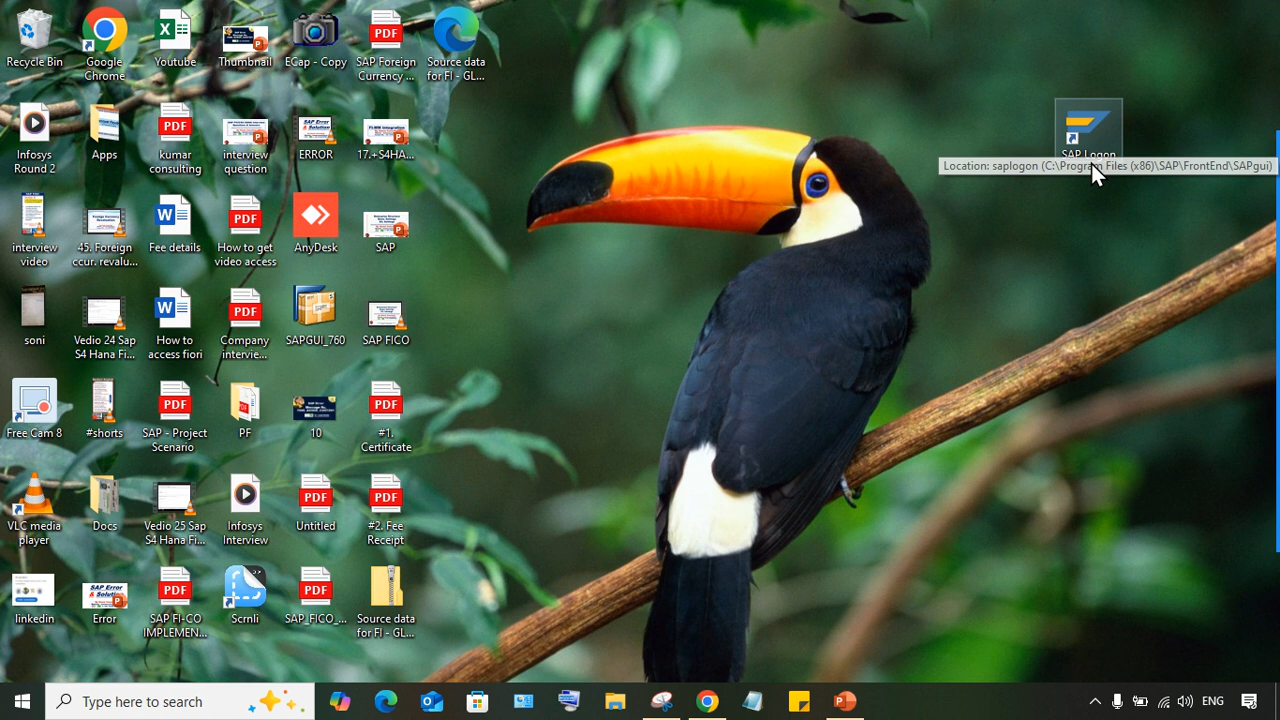 Recycle Bin
Google
Chrome
Youtube
Thumbnail
ECap - Copy
SAP Foreign
Currency ...
Source data
for FI - GL...
Infosys
Round 2
Apps
kumar
consulting
interview
question
ERROR
17.+S4HA...
SAP Logon
Location: saplogon (C:\Program Files (x86)\SAP\FrontEnd\SAPgui)
interview
video
45. Foreign
ccur. revalu...
Fee details
How to get
video access
AnyDesk
SAP
soni
Vedio 24 Sap
S4 Hana Fi...
How to
access fiori
Company
intervie...
SAPGUI_760
SAP FICO
Free Cam 8
#shorts
SAP - Project
Scenario
PF
10
#1.
Certificate
VLC media
player
Docs
Vedio 25 Sap
S4 Hana Fi...
Infosys
Interview
Untitled
#2. Fee
Receipt
linkedin
Error
SAP FI-CO
IMPLEMEN...
Scrnli
SAP_FICO_...
Source data
for FI - GL...
Type here to search
ENG